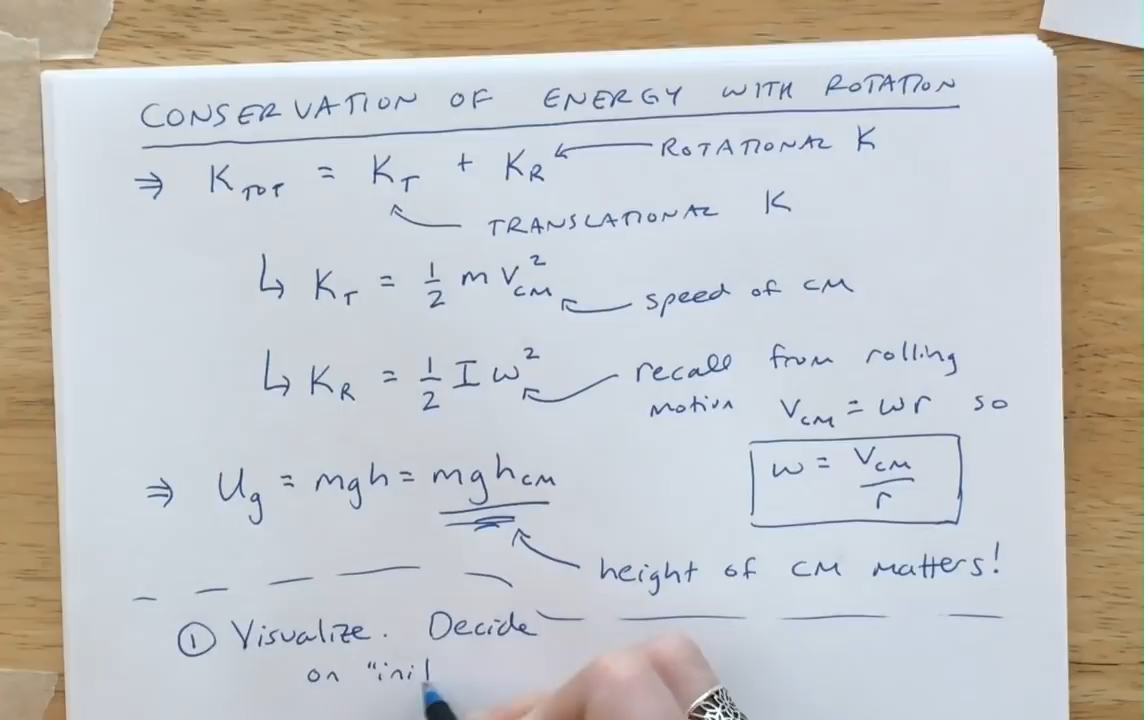 CONSERVATION OF ENERGY WITH ROTATION
⇒ K_TOT = K_T + K_R ← ROTATIONAL K
TRANSLATIONAL K
↳ K_T = 1/2 m V_CM^2 speed of CM
↳ K_R = 1/2 I ω^2 recall from rolling
motion V_CM = ωr so
ω = V_CM / r
⇒ U_g = mgh = mgh_CM
height of CM matters!
① Visualize. Decide
on "ini